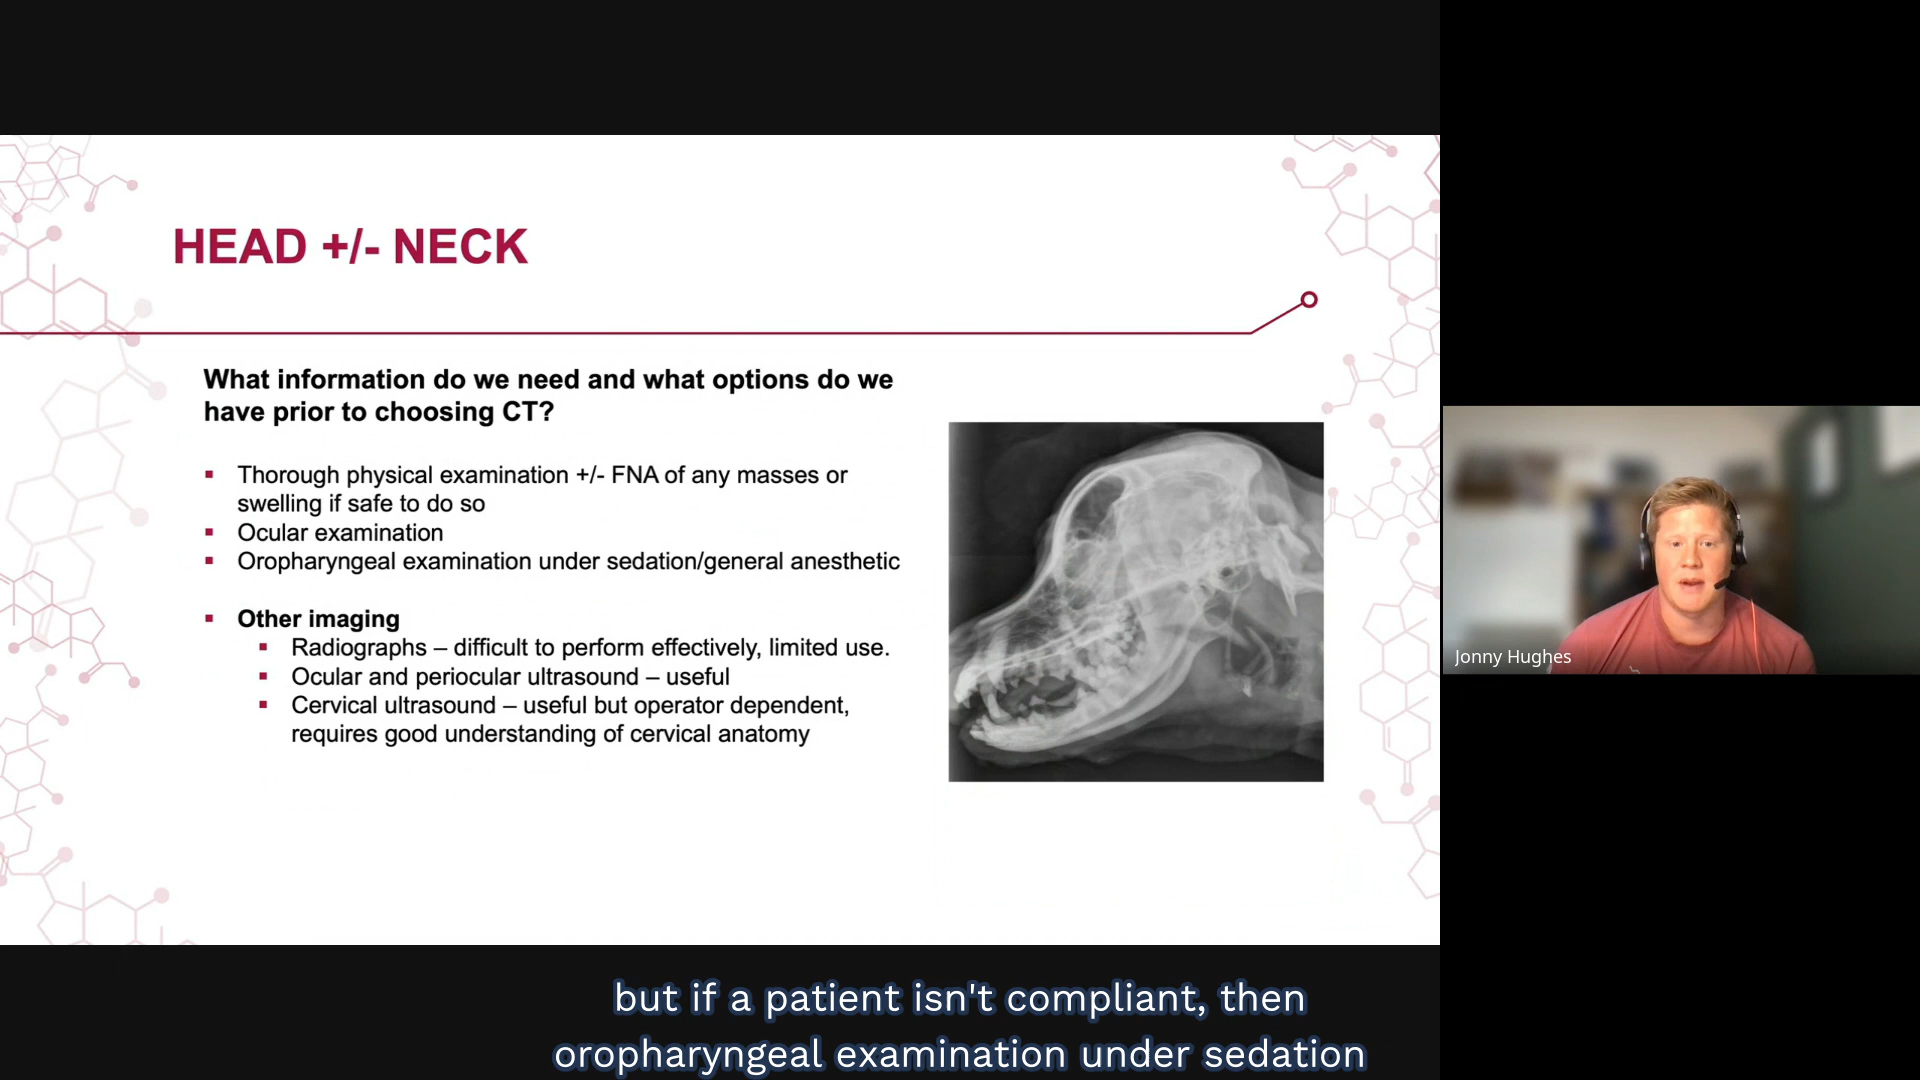 HEAD +/- NECK
What information do we need and what options do we
have prior to choosing CT?
▪ Thorough physical examination +/- FNA of any masses or
swelling if safe to do so
▪ Ocular examination
▪ Oropharyngeal examination under sedation/general anesthetic
▪ Other imaging
▪ Radiographs – difficult to perform effectively, limited use.
▪ Ocular and periocular ultrasound – useful
▪ Cervical ultrasound – useful but operator dependent,
requires good understanding of cervical anatomy
Jonny Hughes
but if a patient isn't compliant, then
oropharyngeal examination under sedation